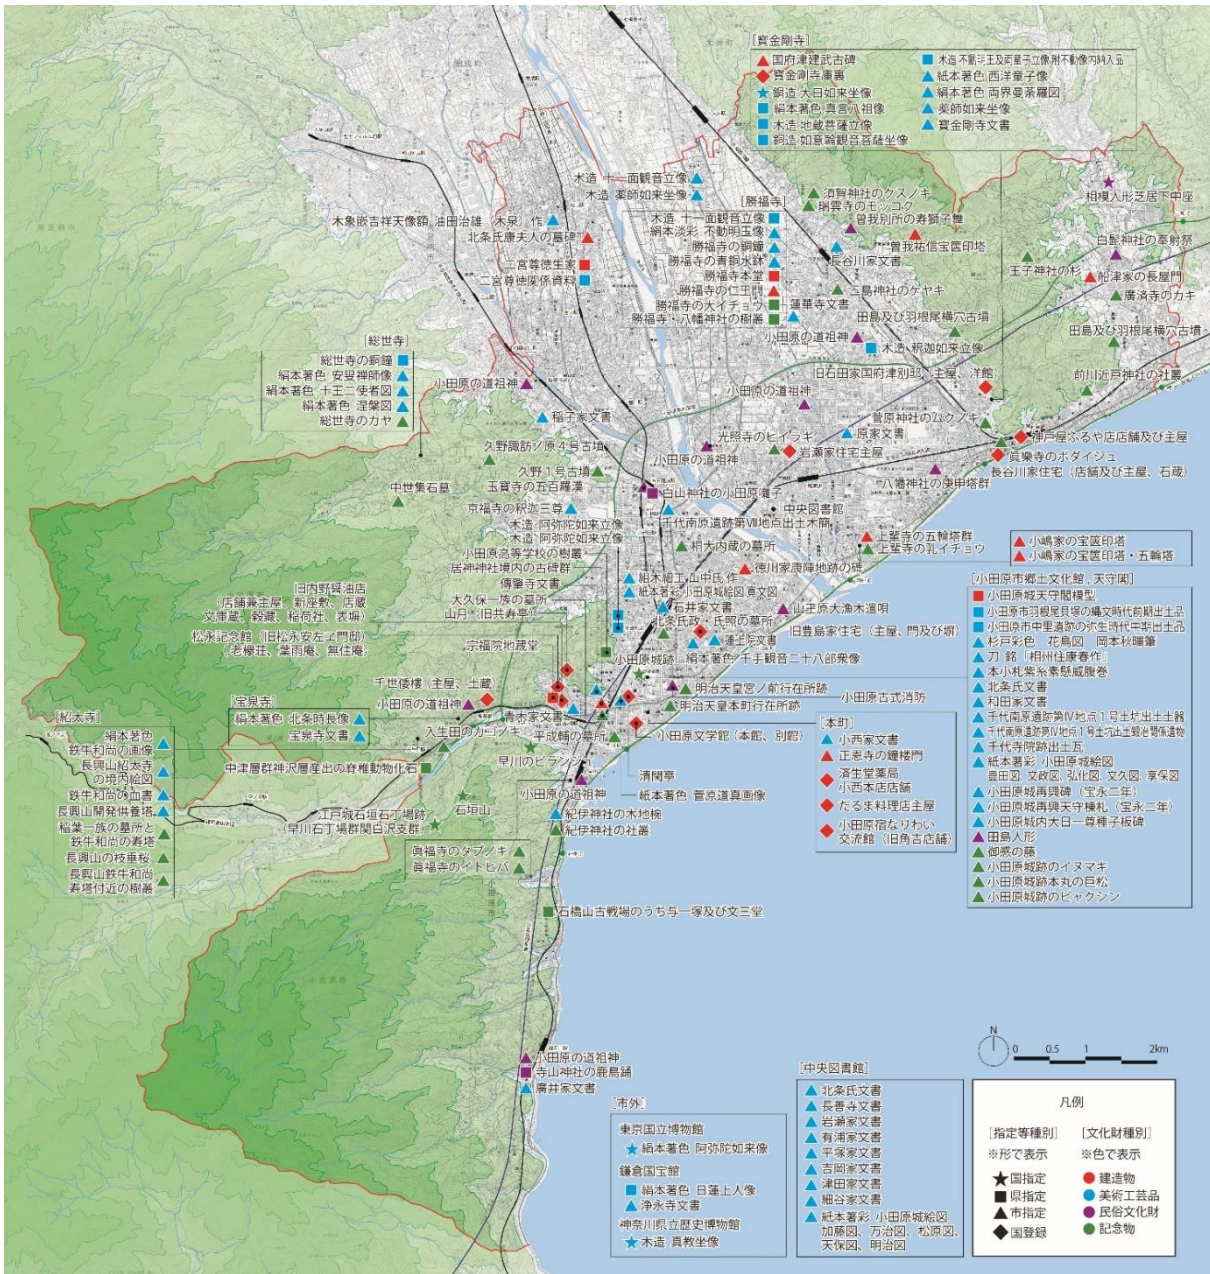 [寶金剛寺]
国府津建武古碑
寶金剛寺庫裏
銅造 大日如来坐像
絹本著色 真言八祖像
木造 地蔵菩薩立像
銅造 如意輪観音菩薩坐像
木造 不動明王及両童子立像 附不動像内納入品
紙本著色 西洋童子像
絹本著色 両界曼荼羅図
薬師如来坐像
寶金剛寺文書
木造 十一面観音立像
木造 薬師如来坐像
須賀神社のクスノキ
瑞雲寺のモッコク
曽我別所の寿獅子舞
相模人形芝居下中座
[勝福寺]
木造 十一面観音立像
絹本淡彩 不動明王像
勝福寺の銅鐘
勝福寺の青銅水鉢
勝福寺本堂
勝福寺の仁王門
勝福寺の大イチョウ
勝福寺・八幡神社の樹叢
木象嵌吉祥天像額 油田治雄(木泉)作
北条氏康夫人の墓碑
二宮尊徳生家
二宮尊徳関係資料
曽我祐信宝篋印塔
長谷川家文書
白髭神社の奉射祭
王子神社の杉
船津家の長屋門
廣済寺のカキ
三島神社のケヤキ
蓮華寺文書
田島及び羽根尾横穴古墳
田島及び羽根尾横穴古墳
小田原の道祖神
木造 釈迦如来立像
旧石田家国府津別邸(主屋、洋館)
前川近戸神社の社叢
[総世寺]
総世寺の銅鐘
絹本著色 安叟禅師像
絹本著色 十王二使者図
絹本著色 涅槃図
総世寺のカヤ
小田原の道祖神
小田原の道祖神
稲子家文書
菅原神社のムクノキ
原家文書
光照寺のヒイラギ
岩瀬家住宅主屋
神戸屋ふるや店店舗及び主屋
眞樂寺のボダイジュ
長谷川家住宅(店舗及び主屋、石蔵)
久野諏訪ノ原4号古墳
小田原の道祖神
八幡神社の庚申塔群
久野1号古墳
玉寳寺の五百羅漢
中世集石墓
白山神社の小田原囃子
中央図書館
京福寺の釈迦三尊
千代南原遺跡第Ⅶ地点出土木簡
木造 阿弥陀如来立像
木造 阿弥陀如来立像
桐大内蔵の墓所
上輩寺の五輪塔群
上輩寺の乳イチョウ
小嶋家の宝篋印塔
小嶋家の宝篋印塔・五輪塔
小田原高等学校の樹叢
居神神社境内の古碑群
徳川家康陣地跡の碑
傳肇寺文書
組木細工 山中氏 作
紙本著彩 小田原城絵図 寛文図
大久保一族の墓所
石井家文書
山王原大漁木遣唄
山月(旧共寿亭)
北条氏政・氏照の墓所
旧内野醤油店
(店舗兼主屋、新座敷、店蔵
文庫蔵、穀蔵、稲荷社、表塀)
松永記念館(旧松永安左エ門邸)
(老欅荘、葉雨庵、無住庵)
蓮上院文書
旧豊島家住宅(主屋、門及び塀)
宗福院地蔵堂
小田原城跡
絹本著色 千手観音二十八部衆像
千世倭樓(主屋、土蔵)
明治天皇宮ノ前行在所跡
小田原古式消防
小田原の道祖神
明治天皇本町行在所跡
[宝泉寺]
絹本著色 北条時長像
宝泉寺文書
青木家文書
小田原文学館(本館、別館)
入生田のカゴノキ
平成輔の墓所
早川のビランジュ
清閑亭
紙本著色 菅原道真画像
小田原の道祖神
[紹太寺]
絹本著色
鉄牛和尚の画像
長興山紹太寺
の境内絵図
鉄牛和尚の血書
長興山開発供養塔
稲葉一族の墓所と
鉄牛和尚の寿塔
長興山の枝垂桜
長興山鉄牛和尚
寿塔付近の樹叢
中津層群神沢層産出の脊椎動物化石
石垣山
江戸城石垣石丁場跡
(早川石丁場群関白沢支群)
紀伊神社の木地椀
紀伊神社の社叢
眞福寺のタブノキ
眞福寺のイトヒバ
石橋山古戦場のうち与一塚及び文三堂
[本町]
小西家文書
正恩寺の鐘楼門
済生堂薬局
小西本店店舗
だるま料理店主屋
小田原宿なりわい
交流館(旧角吉店舗)
[小田原市郷土文化館、天守閣]
小田原城天守閣模型
小田原市羽根尾貝塚の縄文時代前期出土品
小田原市中里遺跡の弥生時代中期出土品
杉戸彩色 花鳥図 岡本秋暉筆
刀 銘「相州住康春作」
本小札紫糸素懸威腹巻
北条氏文書
和田家文書
千代南原遺跡第Ⅳ地点1号土坑出土土器
千代南原遺跡第Ⅳ地点1号土坑出土鍛冶関係遺物
千代寺院跡出土瓦
紙本著彩 小田原城絵図
豊田図、文政図、弘化図、文久図、享保図
小田原城再興碑(宝永二年)
小田原城再興天守棟札(宝永二年)
小田原城内大日一尊種子板碑
田島人形
御感の藤
小田原城跡のイヌマキ
小田原城跡本丸の巨松
小田原城跡のビャクシン
小田原の道祖神
寺山神社の鹿島踊
廣井家文書
[市外]
東京国立博物館
絹本著色 阿弥陀如来像
鎌倉国宝館
絹本著色 日蓮上人像
浄永寺文書
神奈川県立歴史博物館
木造 真教坐像
[中央図書館]
北条氏文書
長善寺文書
岩瀬家文書
有浦家文書
平塚家文書
吉岡家文書
津田家文書
細谷家文書
紙本著彩 小田原城絵図
加藤図、万治図、松原図、
天保図、明治図
N
0 0.5 1 2km
凡例
[指定等種別] [文化財種別]
※形で表示 ※色で表示
国指定 建造物
県指定 美術工芸品
市指定 民俗文化財
国登録 記念物